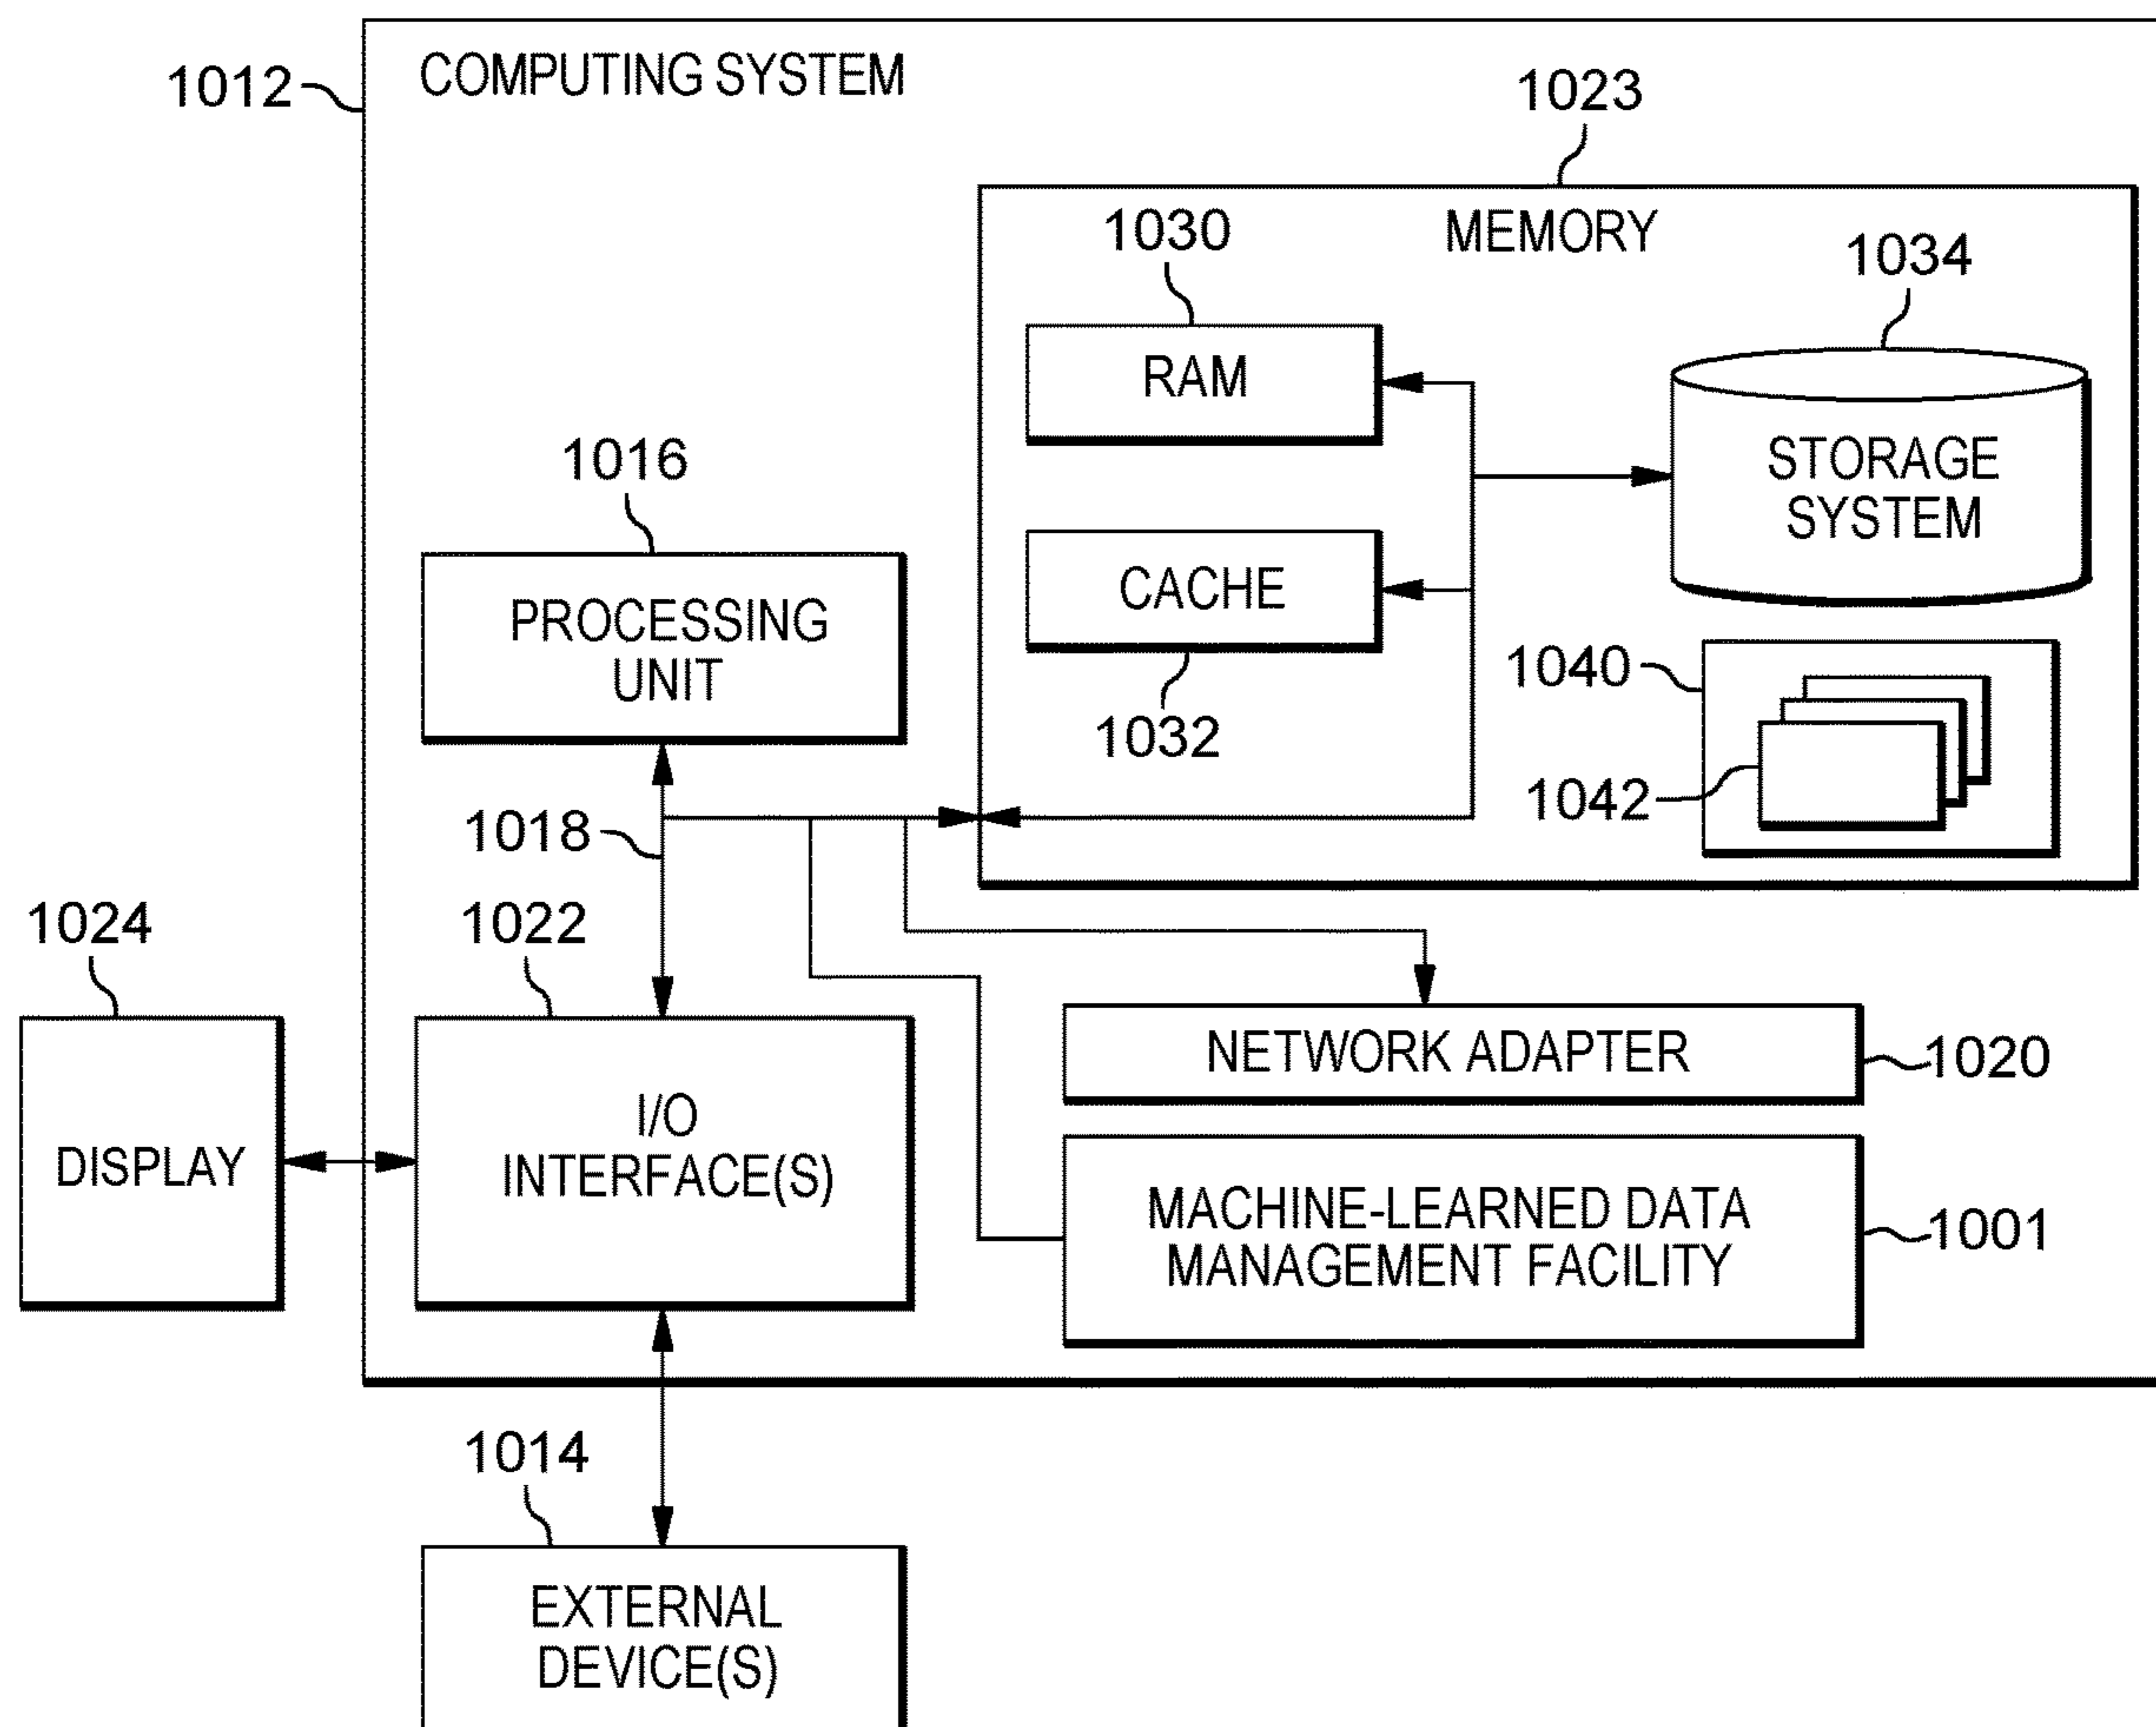 1012
COMPUTING SYSTEM
1023
MEMORY
1030
RAM
1034
STORAGE
SYSTEM
1016
PROCESSING
UNIT
CACHE
1032
1040
1042
1018
1024
1022
DISPLAY
I/O
INTERFACE(S)
NETWORK ADAPTER
1020
MACHINE-LEARNED DATA
MANAGEMENT FACILITY
1001
1014
EXTERNAL
DEVICE(S)